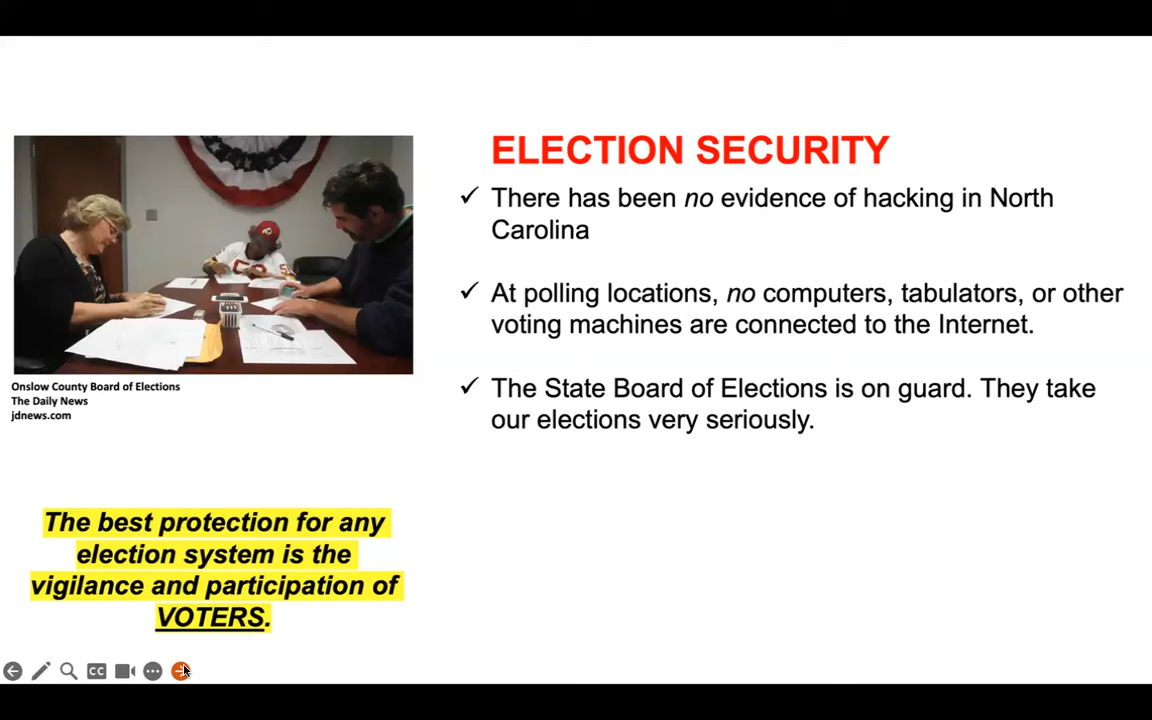 ELECTION SECURITY
✓ There has been no evidence of hacking in North
Carolina
✓ At polling locations, no computers, tabulators, or other
voting machines are connected to the Internet.
✓ The State Board of Elections is on guard. They take
our elections very seriously.
Onslow County Board of Elections
The Daily News
jdnews.com
The best protection for any
election system is the
vigilance and participation of
VOTERS.
CC